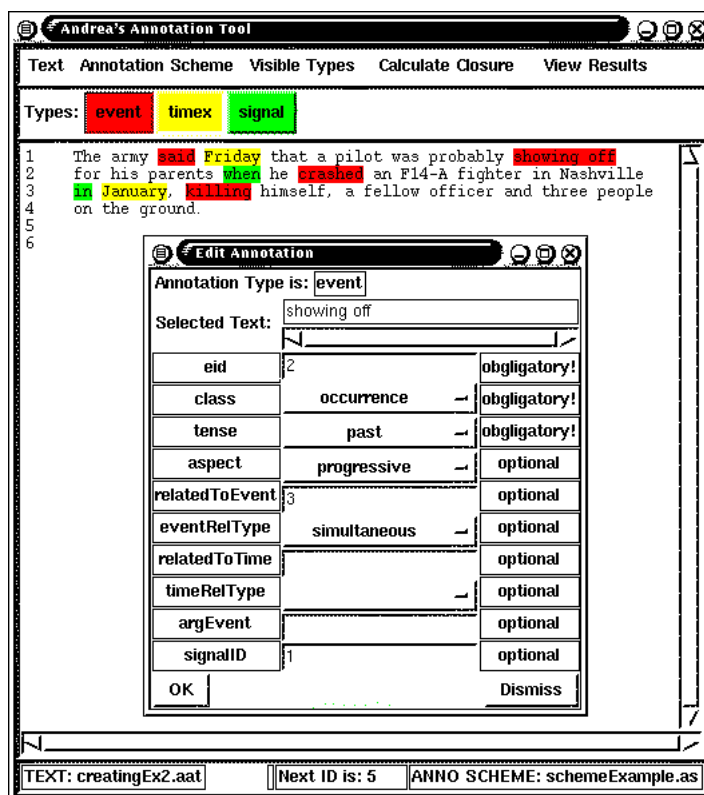 Andrea's Annotation Tool
Text Annotation Scheme Visible Types Calculate Closure View Results
Types: event timex signal
1 The army said Friday that a pilot was probably showing off
2 for his parents when he crashed an F14-A fighter in Nashville
3 in January, killing himself, a fellow officer and three people
4 on the ground.
5
6
Edit Annotation
Annotation Type is: event
Selected Text: showing off
eid 2 obgligatory!
class occurrence obgligatory!
tense past obgligatory!
aspect progressive optional
relatedToEvent 3 optional
eventRelType simultaneous optional
relatedToTime optional
timeRelType optional
argEvent optional
signalID 1 optional
OK Dismiss
TEXT: creatingEx2.aat Next ID is: 5 ANNO SCHEME: schemeExample.as